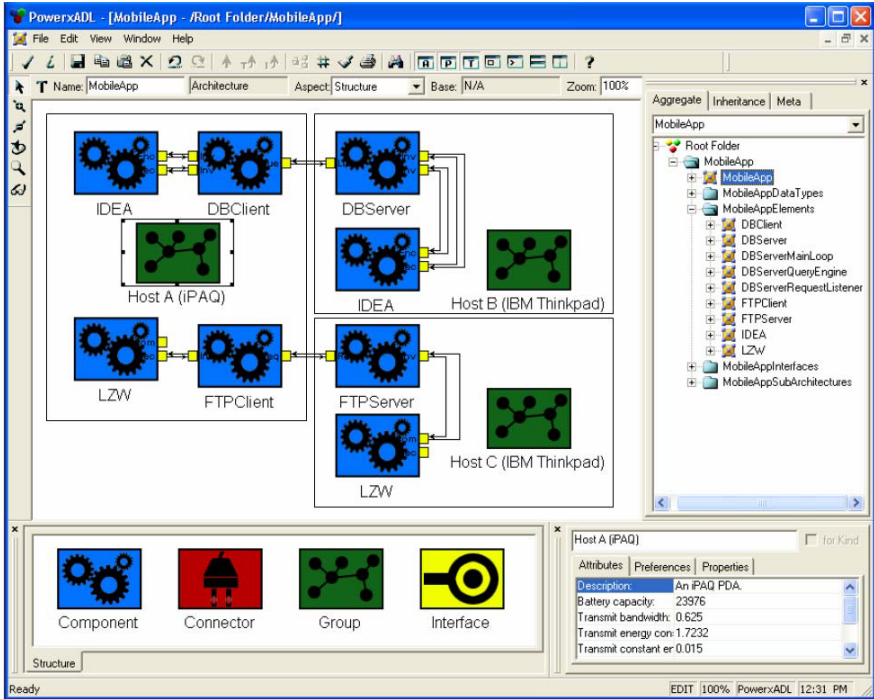 PowerxADL - [MobileApp - /Root Folder/MobileApp/]
File Edit View Window Help
Name: MobileApp Architecture Aspect: Structure Base: N/A Zoom: 100%
IDEA DBClient DBServer
Host A (iPAQ)
IDEA Host B (IBM Thinkpad)
LZW FTPClient FTPServer
LZW Host C (IBM Thinkpad)
Aggregate Inheritance Meta
MobileApp
Root Folder
MobileApp
MobileApp
MobileAppDataTypes
MobileAppElements
DBClient
DBServer
DBServerMainLoop
DBServerQueryEngine
DBServerRequestListener
FTPClient
FTPServer
IDEA
LZW
MobileAppInterfaces
MobileAppSubArchitectures
Component Connector Group Interface
Structure
Host A (iPAQ) for Kind
Attributes Preferences Properties
Description: An iPAQ PDA.
Battery capacity: 23976
Transmit bandwidth: 0.625
Transmit energy con: 1.7232
Transmit constant er 0.015
Ready EDIT 100% PowerxADL 12:31 PM